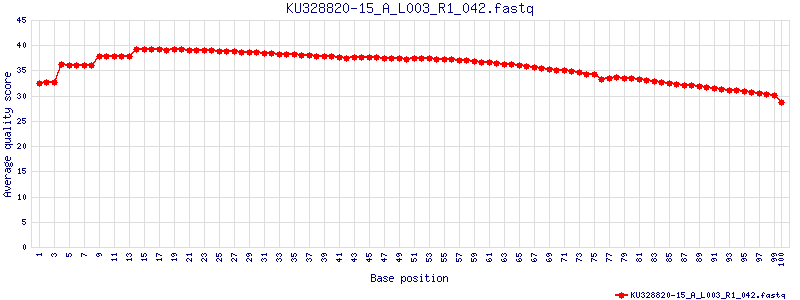 KU328820-15_A_L003_R1_042.fastq
Average quality score
45
40
35
30
25
20
15
10
5
0
1 3 5 7 9 11 13 15 17 19 21 23 25 27 29 31 33 35 37 39 41 43 45 47 49 51 53 55 57 59 61 63 65 67 69 71 73 75 77 79 81 83 85 87 89 91 93 95 97 99 100
Base position
KU328820-15_A_L003_R1_042.fastq